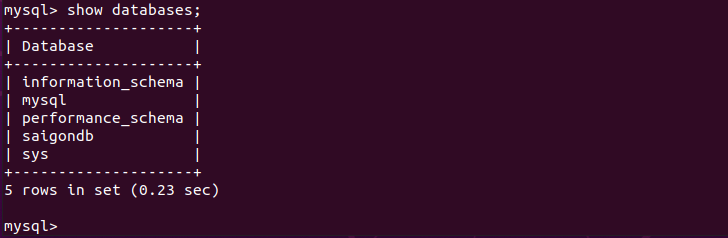 mysql> show databases;
+--------------------+
| Database           |
+--------------------+
| information_schema |
| mysql              |
| performance_schema |
| saigondb           |
| sys                |
+--------------------+
5 rows in set (0.23 sec)
mysql>